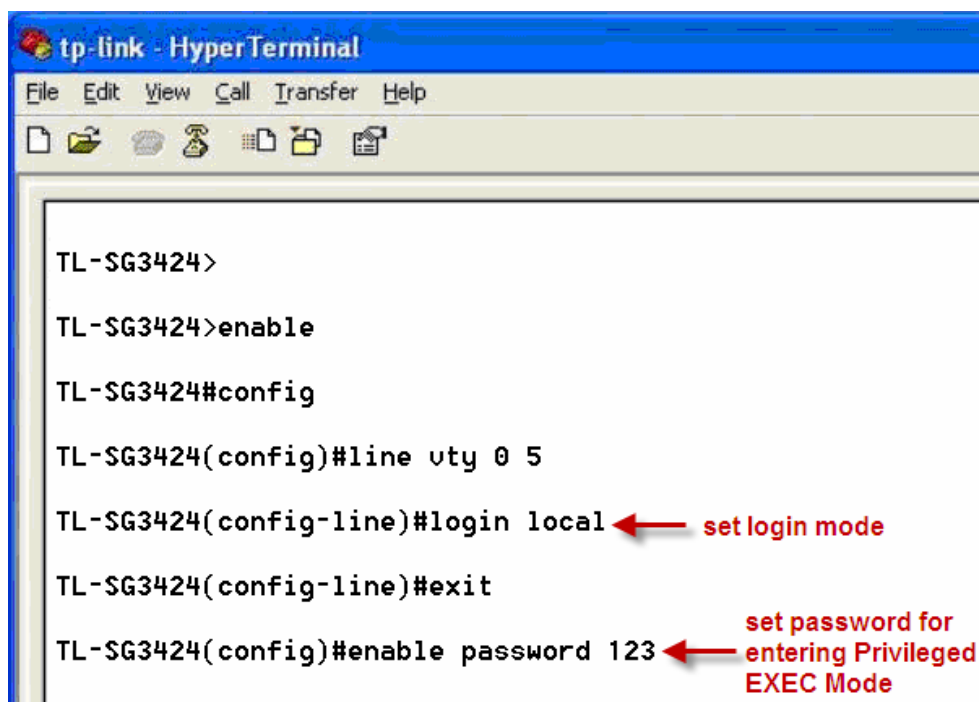 tp-link - HyperTerminal
File Edit View Call Transfer Help
TL-SG3424>
TL-SG3424>enable
TL-SG3424#config
TL-SG3424(config)#line vty 0 5
TL-SG3424(config-line)#login local
set login mode
TL-SG3424(config-line)#exit
TL-SG3424(config)#enable password 123
set password for
entering Privileged
EXEC Mode